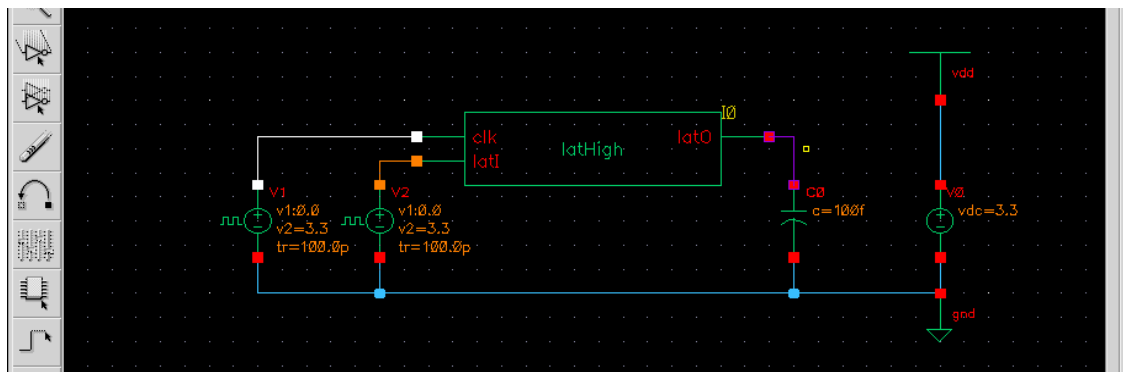 vdd
I0
clk
latO
latHigh
latI
V1
V2
C0
V0
v1:0.0
v1:0.0
c=100f
vdc=3.3
v2=3.3
v2=3.3
tr=100.0p
tr=100.0p
gnd